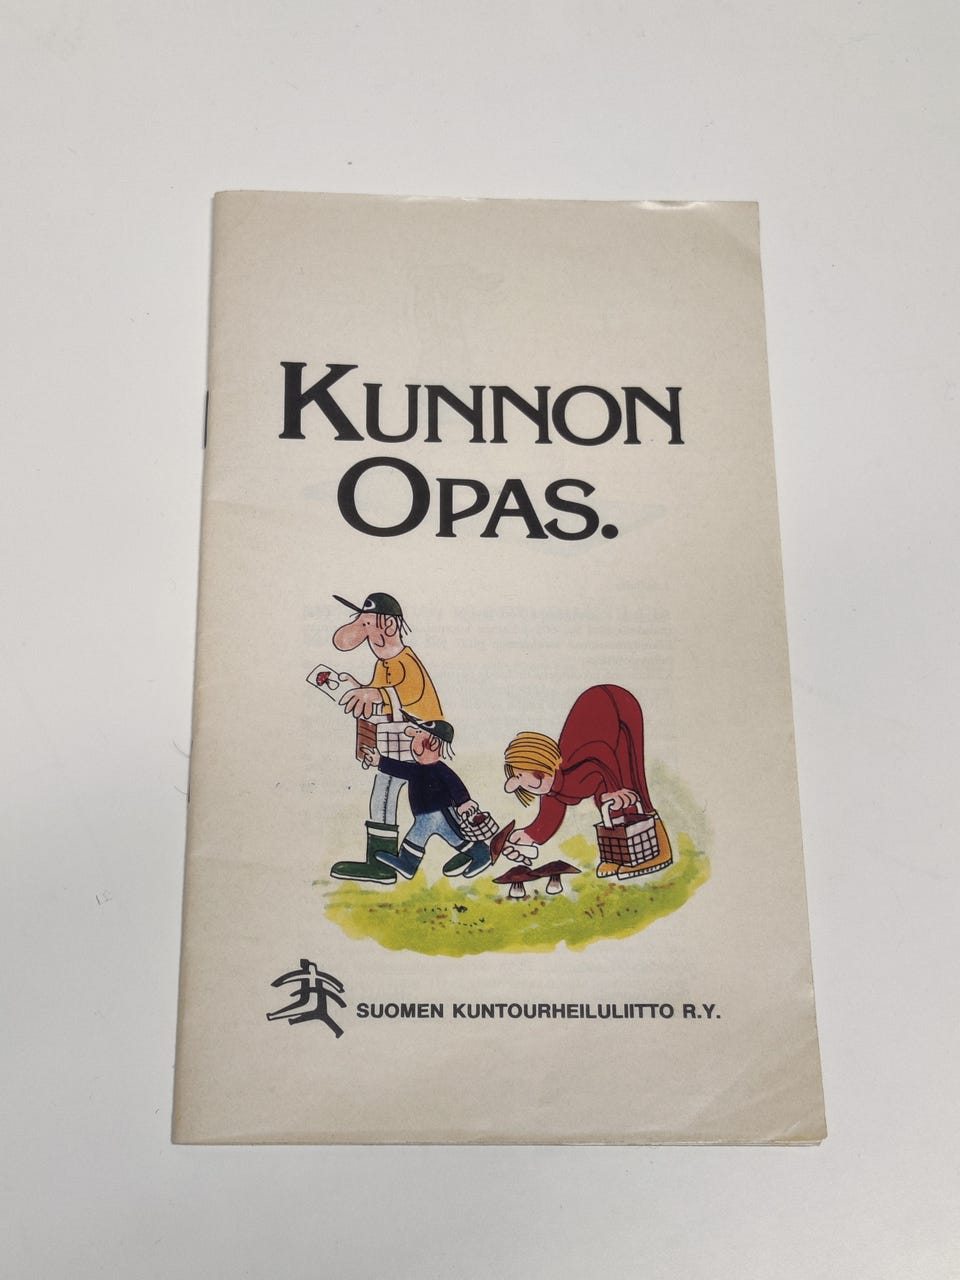 KUNNON
OPAS.
SUOMEN KUNTOURHEILULIITTO R.Y.